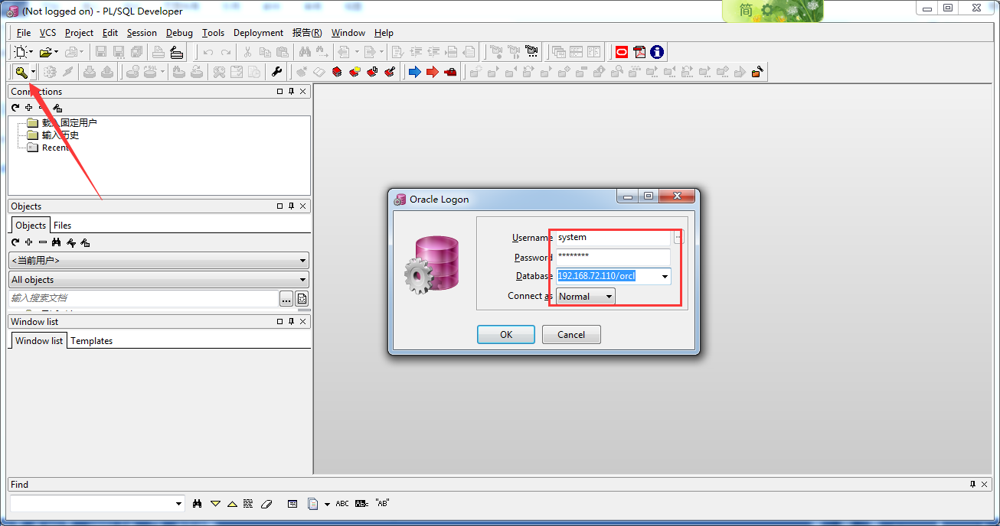 (Not logged on) - PL/SQL Developer
简
File VCS Project Edit Session Debug Tools Deployment 报告(R) Window Help
Connections
载入固定用户
输入历史
Recent
Objects
Objects Files
<当前用户>
All objects
输入搜索文档
Window list
Window list Templates
Oracle Logon
Username system
Password ********
Database 192.168.72.110/orcl
Connect as Normal
OK Cancel
Find
ABC ABc "AB"